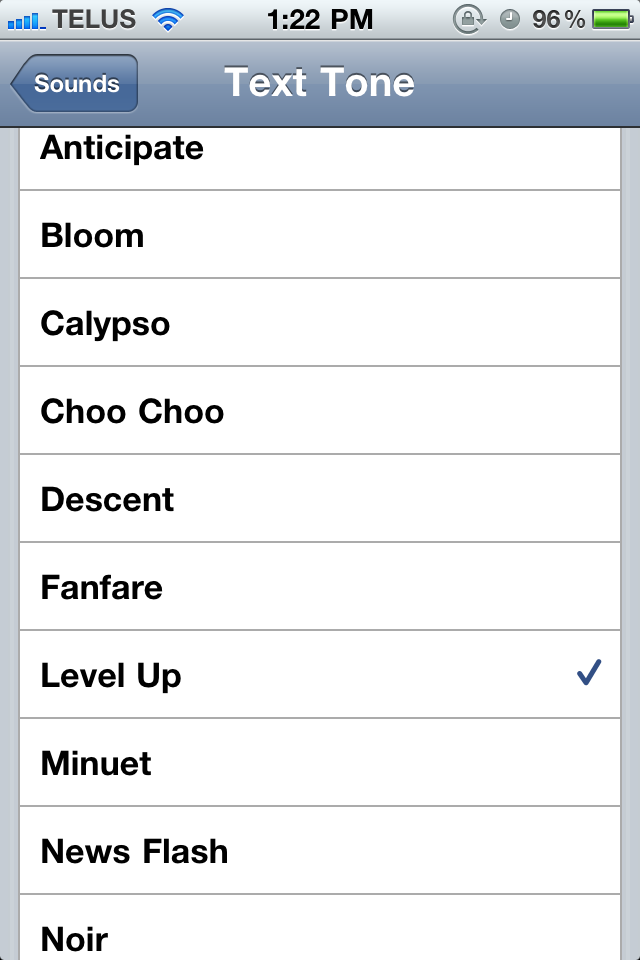 TELUS 1:22 PM 96%
Sounds Text Tone
Anticipate
Bloom
Calypso
Choo Choo
Descent
Fanfare
Level Up
Minuet
News Flash
Noir